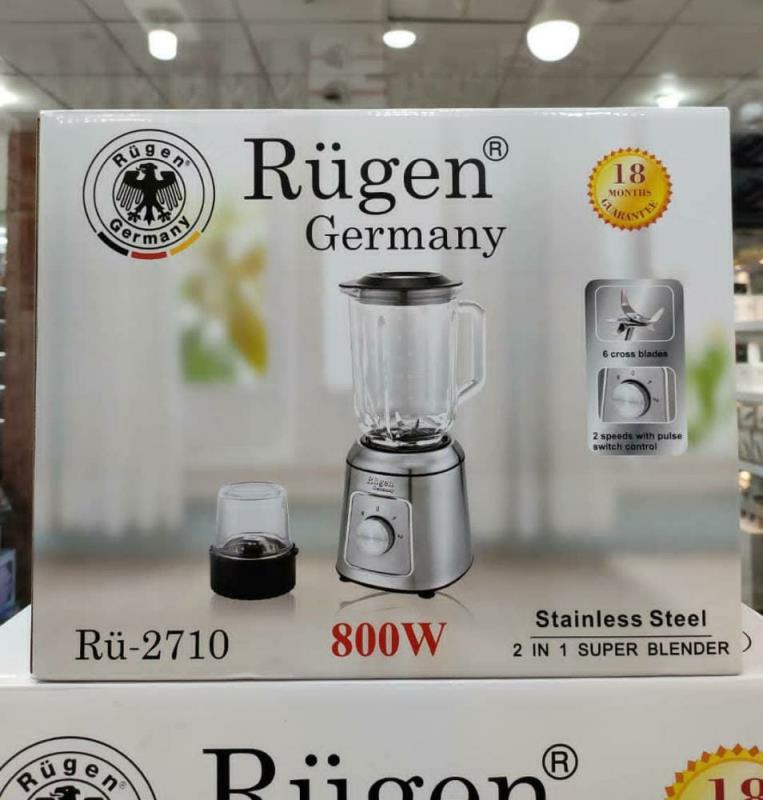 Rügen®
Germany
Rügen®
Germany
18
MONTHS
GUARANTEE
6 cross blades
2 speeds with pulse
switch control
Rügen
Germany
Rü-2710
800W
Stainless Steel
2 IN 1 SUPER BLENDER
Rügen®
Rügen®
18